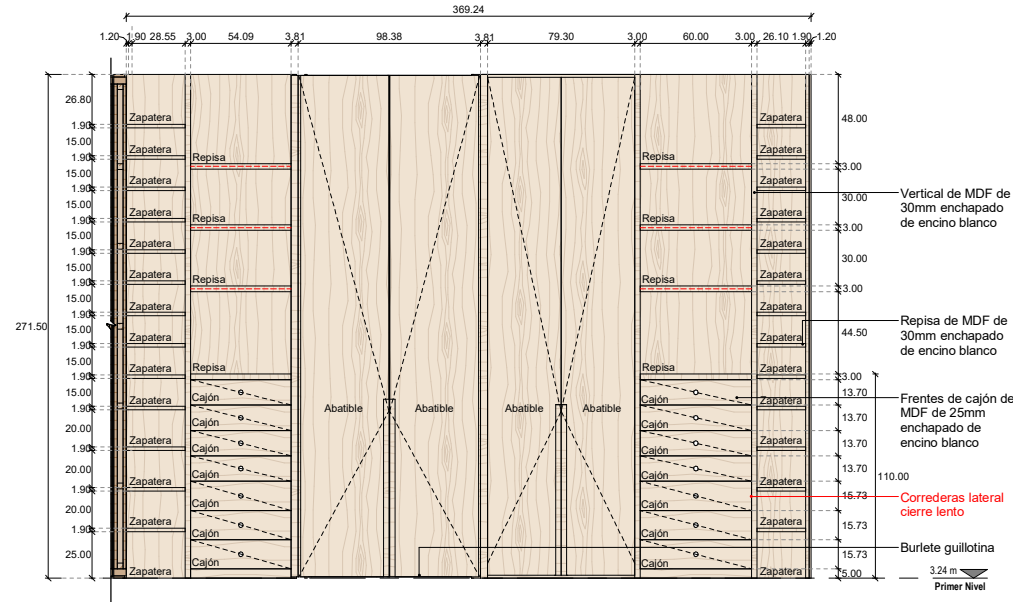 369.24
1.20 1.90 28.55 3.00 54.09 3.81 98.38 3.81 79.30 3.00 60.00 3.00 26.10 1.90 1.20
271.50
26.80
1.90
15.00
1.90
15.00
1.90
15.00
1.90
15.00
1.90
15.00
1.90
15.00
1.90
15.00
1.90
15.00
1.90
15.00
1.90
20.00
1.90
20.00
1.90
20.00
1.90
25.00
Zapatera
Zapatera
Zapatera
Zapatera
Zapatera
Zapatera
Zapatera
Zapatera
Zapatera
Zapatera
Zapatera
Zapatera
Zapatera
Zapatera
Repisa
Repisa
Repisa
Repisa
Cajón
Cajón
Cajón
Cajón
Cajón
Cajón
Cajón
Abatible
Abatible
Abatible
Abatible
Repisa
Repisa
Repisa
Repisa
Cajón
Cajón
Cajón
Cajón
Cajón
Cajón
Cajón
Zapatera
Zapatera
Zapatera
Zapatera
Zapatera
Zapatera
Zapatera
Zapatera
Zapatera
Zapatera
Zapatera
Zapatera
Zapatera
Zapatera
48.00
3.00
30.00
3.00
30.00
3.00
44.50
3.00
13.70
13.70
13.70
13.70
15.73
15.73
15.73
5.00
110.00
Vertical de MDF de
30mm enchapado
de encino blanco
Repisa de MDF de
30mm enchapado
de encino blanco
Frentes de cajón de
MDF de 25mm
enchapado de
encino blanco
Correderas lateral
cierre lento
Burlete guillotina
3.24 m
Primer Nivel